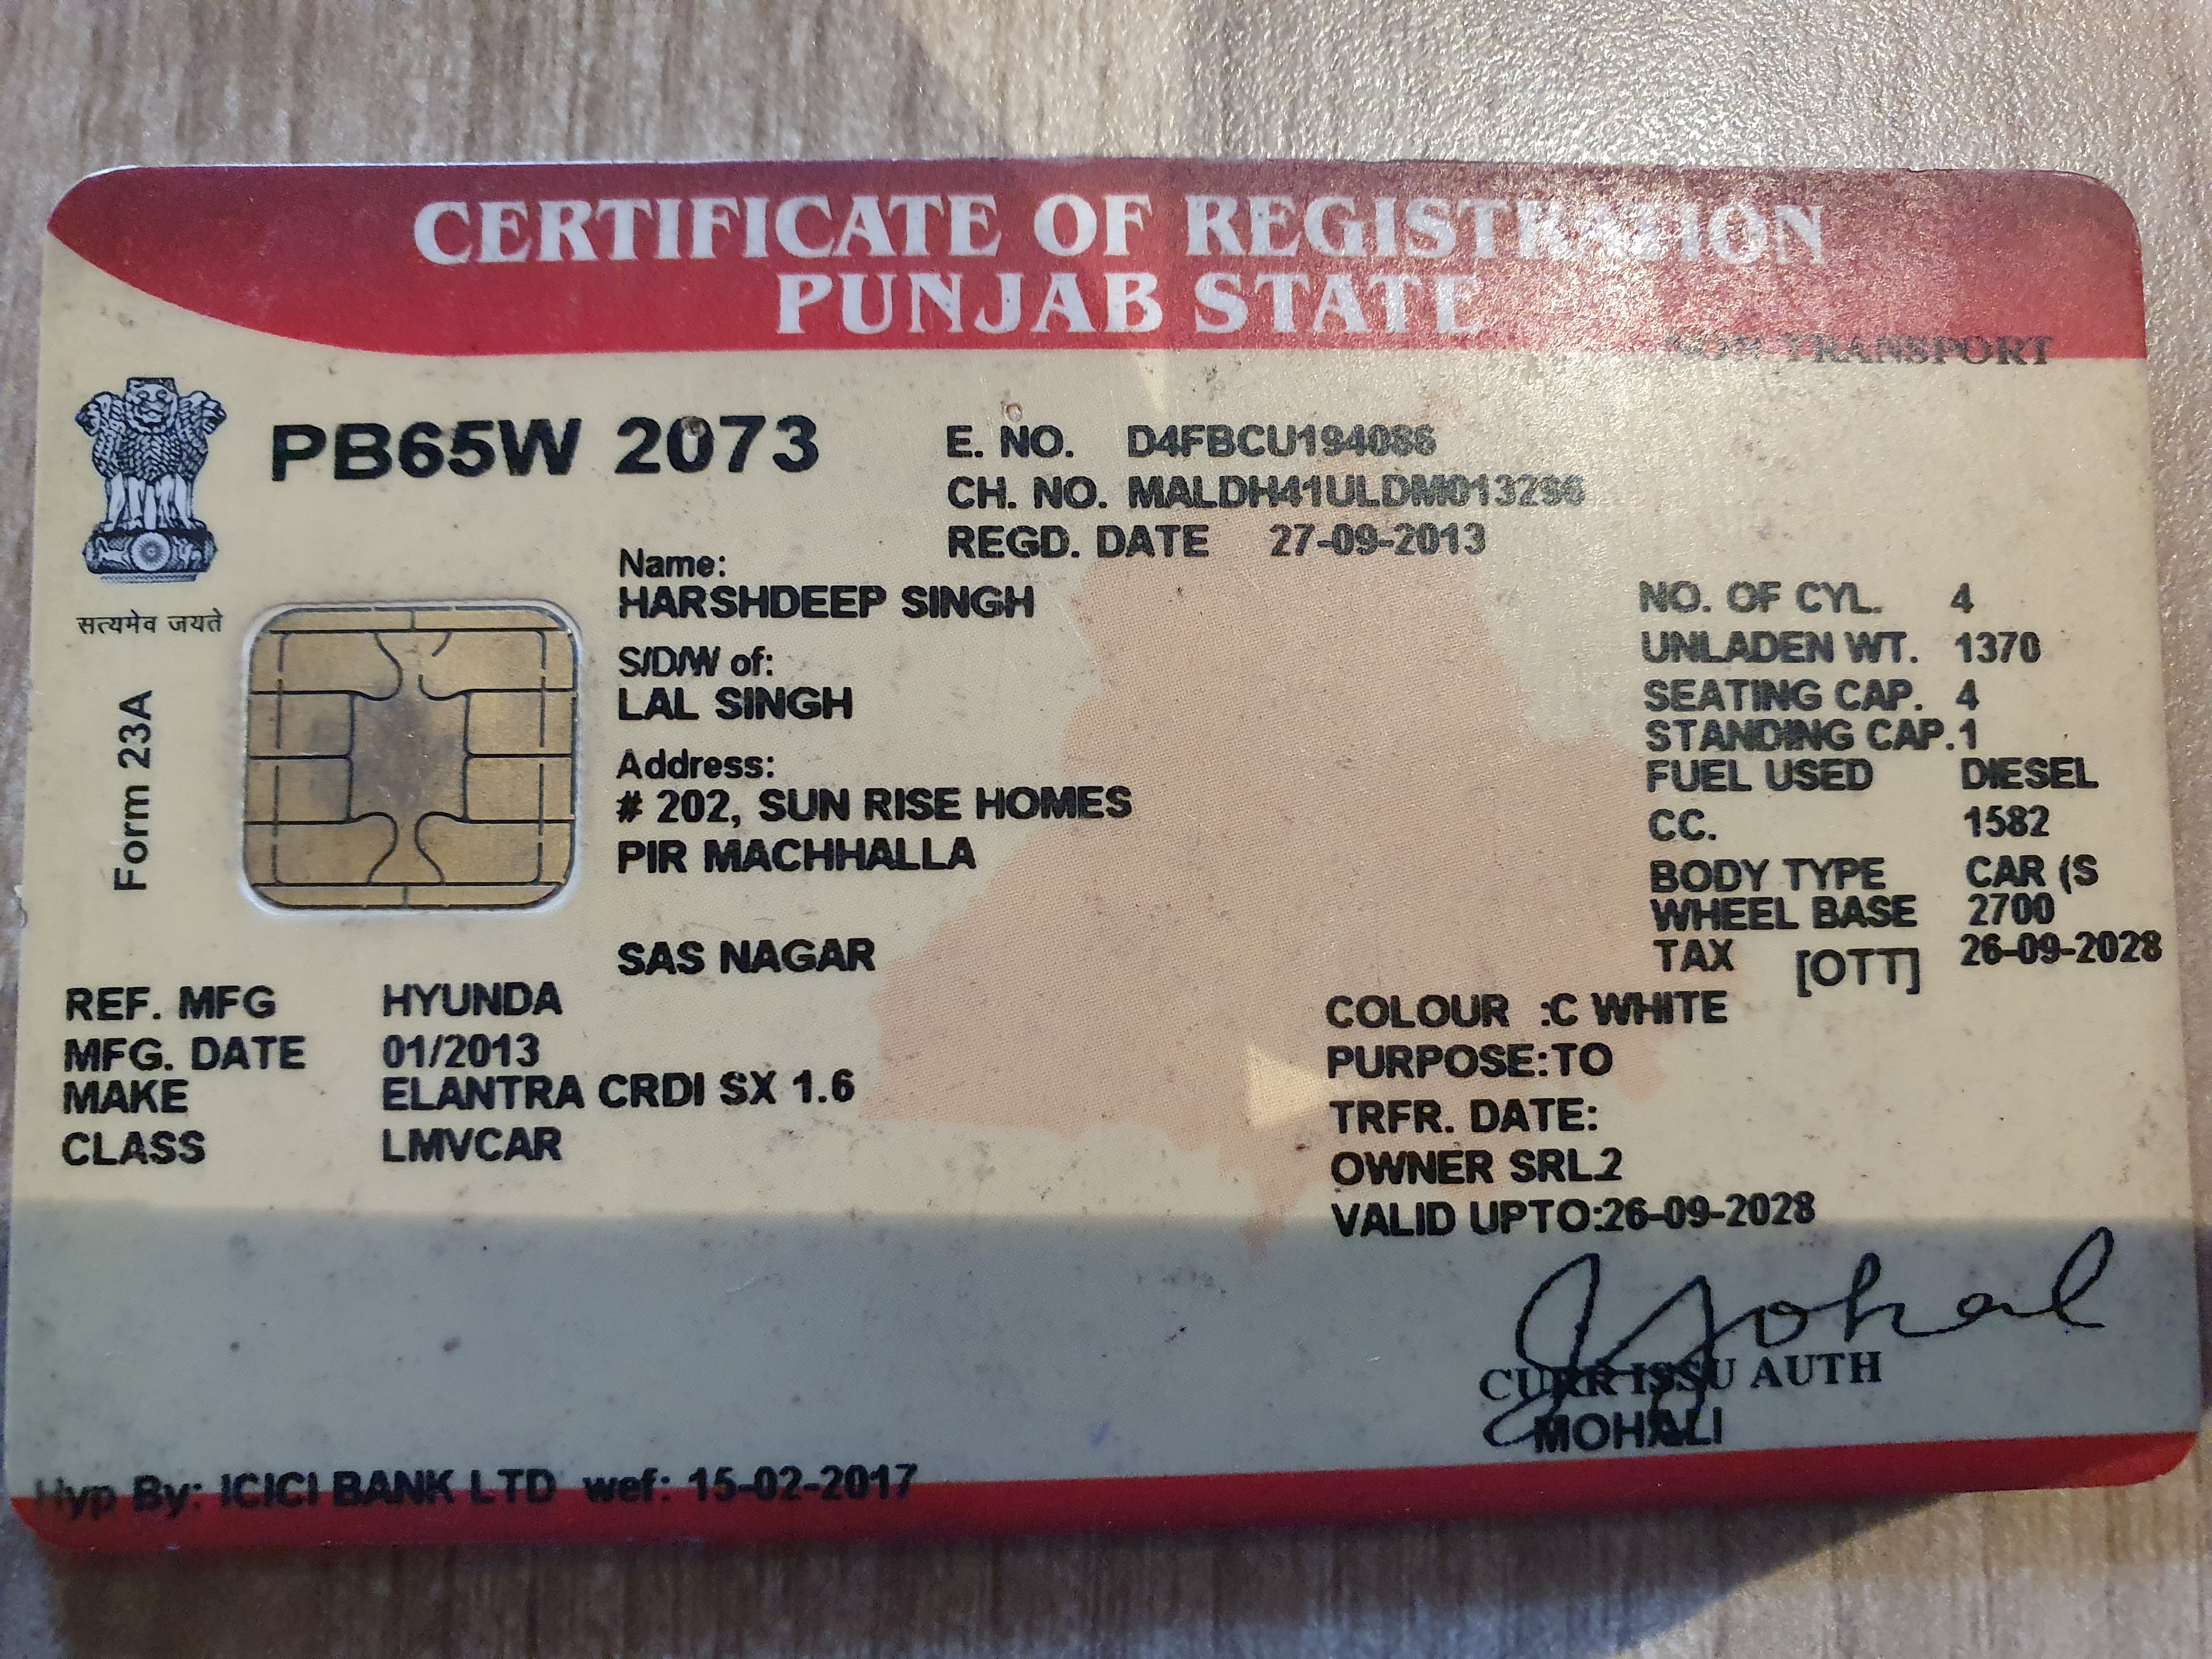 CERTIFICATE OF REGISTRATION
PUNJAB STATE
NON TRANSPORT
PB65W 2073
E. NO. D4FBCU194086
CH. NO. MALDH41ULDM013296
REGD. DATE 27-09-2013
सत्यमेव जयते
Form 23A
Name:
HARSHDEEP SINGH
S/D/W of:
LAL SINGH
Address:
# 202, SUN RISE HOMES
PIR MACHHALLA
SAS NAGAR
NO. OF CYL. 4
UNLADEN WT. 1370
SEATING CAP. 4
STANDING CAP.1
FUEL USED DIESEL
CC. 1582
BODY TYPE CAR (S
WHEEL BASE 2700
TAX [OTT] 26-09-2028
REF. MFG HYUNDA
MFG. DATE 01/2013
MAKE ELANTRA CRDI SX 1.6
CLASS LMVCAR
COLOUR :C WHITE
PURPOSE:TO
TRFR. DATE:
OWNER SRL.2
VALID UPTO:26-09-2028
CURR ISSU AUTH
MOHALI
Hyp By: ICICI BANK LTD wef: 15-02-2017